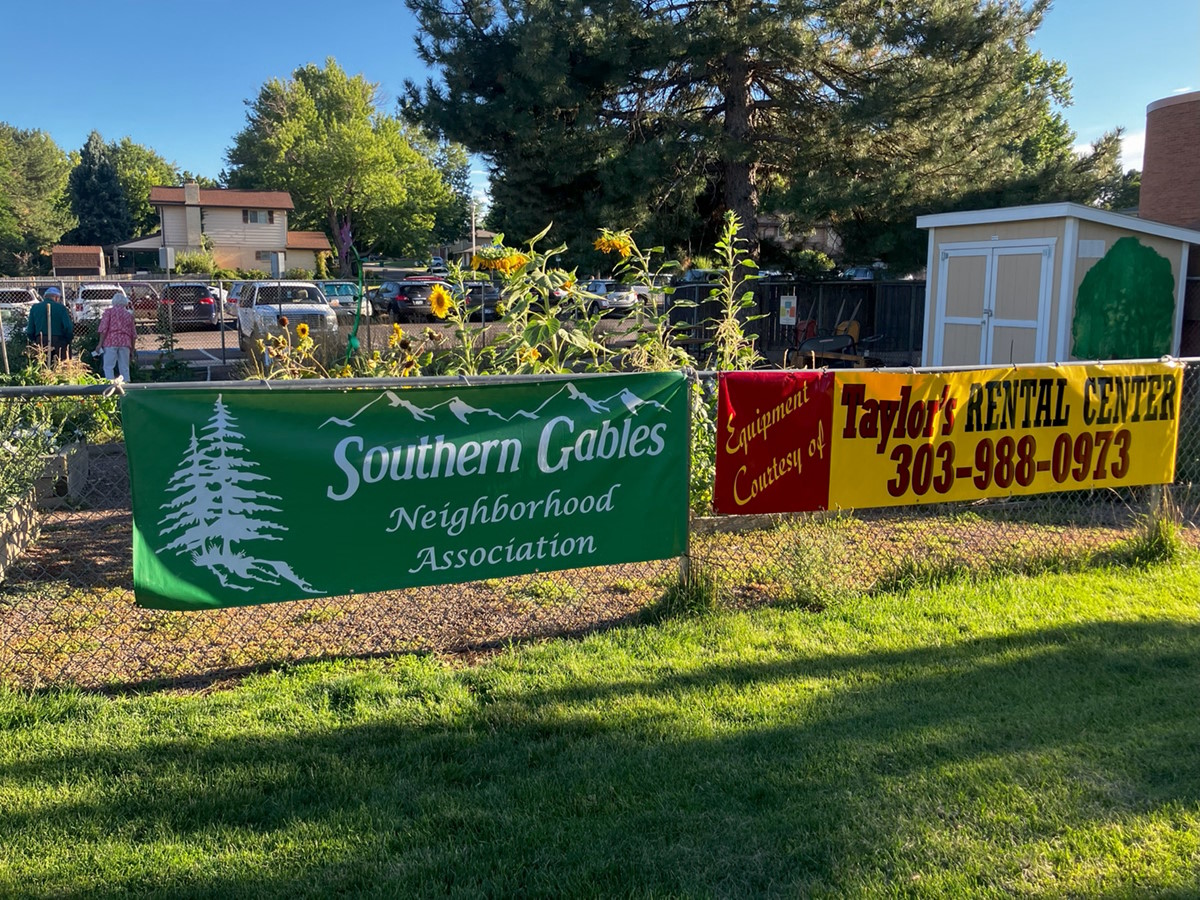 Southern Gables
Neighborhood
Association
Equipment
Courtesy of
Taylor's RENTAL CENTER
303-988-0973